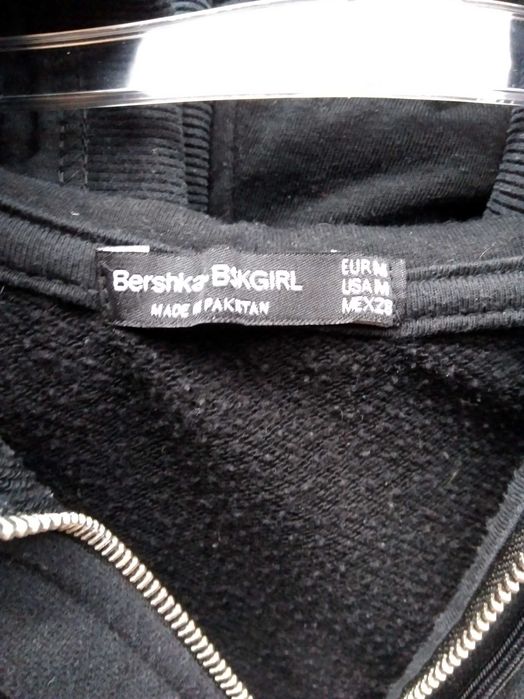 Bershka BSKGIRL
MADE IN PAKISTAN
EUR M
USA M
MEX 28